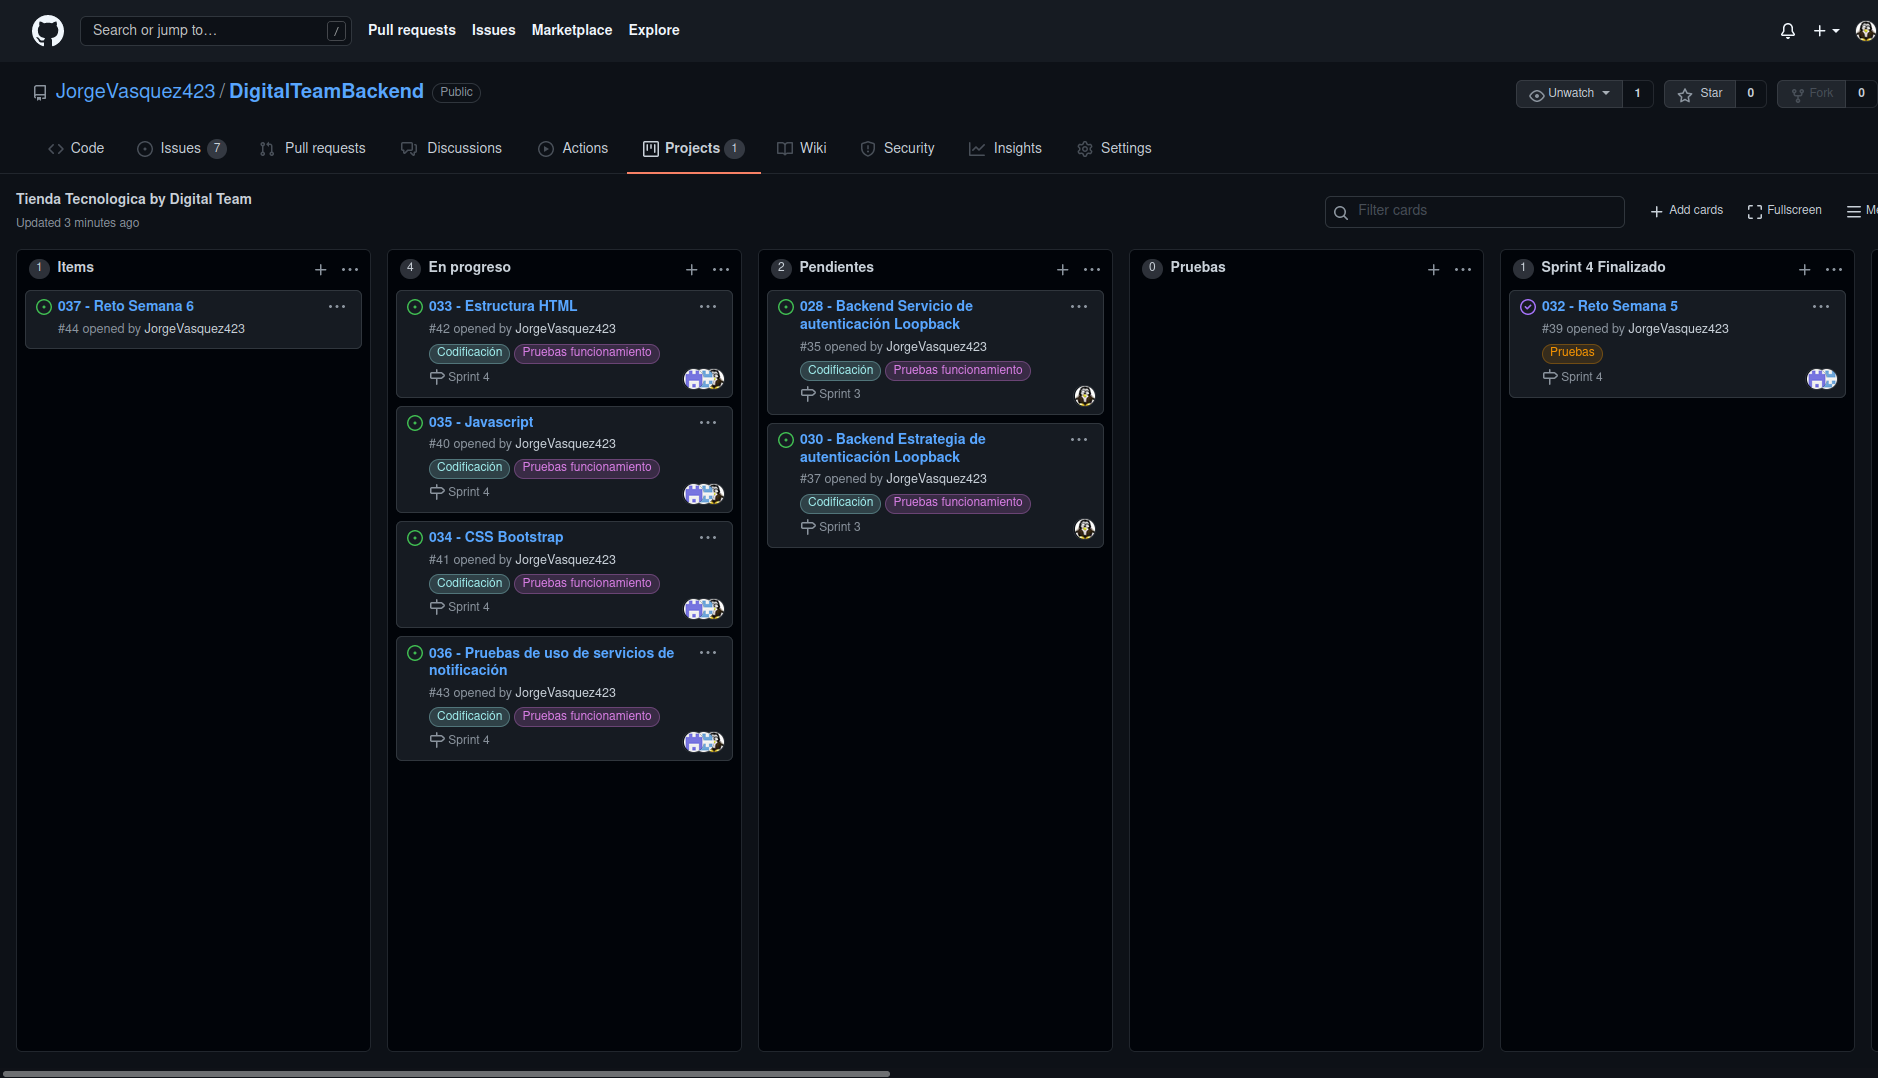 Search or jump to… /
Pull requests Issues Marketplace Explore
JorgeVasquez423 / DigitalTeamBackend Public
Unwatch 1 Star 0 Fork 0
Code Issues 7 Pull requests Discussions Actions Projects 1 Wiki Security Insights Settings
Tienda Tecnologica by Digital Team
Updated 3 minutes ago
Filter cards
Add cards Fullscreen Me
1 Items
037 - Reto Semana 6
#44 opened by JorgeVasquez423
4 En progreso
033 - Estructura HTML
#42 opened by JorgeVasquez423
Codificación Pruebas funcionamiento
Sprint 4
035 - Javascript
#40 opened by JorgeVasquez423
Codificación Pruebas funcionamiento
Sprint 4
034 - CSS Bootstrap
#41 opened by JorgeVasquez423
Codificación Pruebas funcionamiento
Sprint 4
036 - Pruebas de uso de servicios de
notificación
#43 opened by JorgeVasquez423
Codificación Pruebas funcionamiento
Sprint 4
2 Pendientes
028 - Backend Servicio de
autenticación Loopback
#35 opened by JorgeVasquez423
Codificación Pruebas funcionamiento
Sprint 3
030 - Backend Estrategia de
autenticación Loopback
#37 opened by JorgeVasquez423
Codificación Pruebas funcionamiento
Sprint 3
0 Pruebas
1 Sprint 4 Finalizado
032 - Reto Semana 5
#39 opened by JorgeVasquez423
Pruebas
Sprint 4